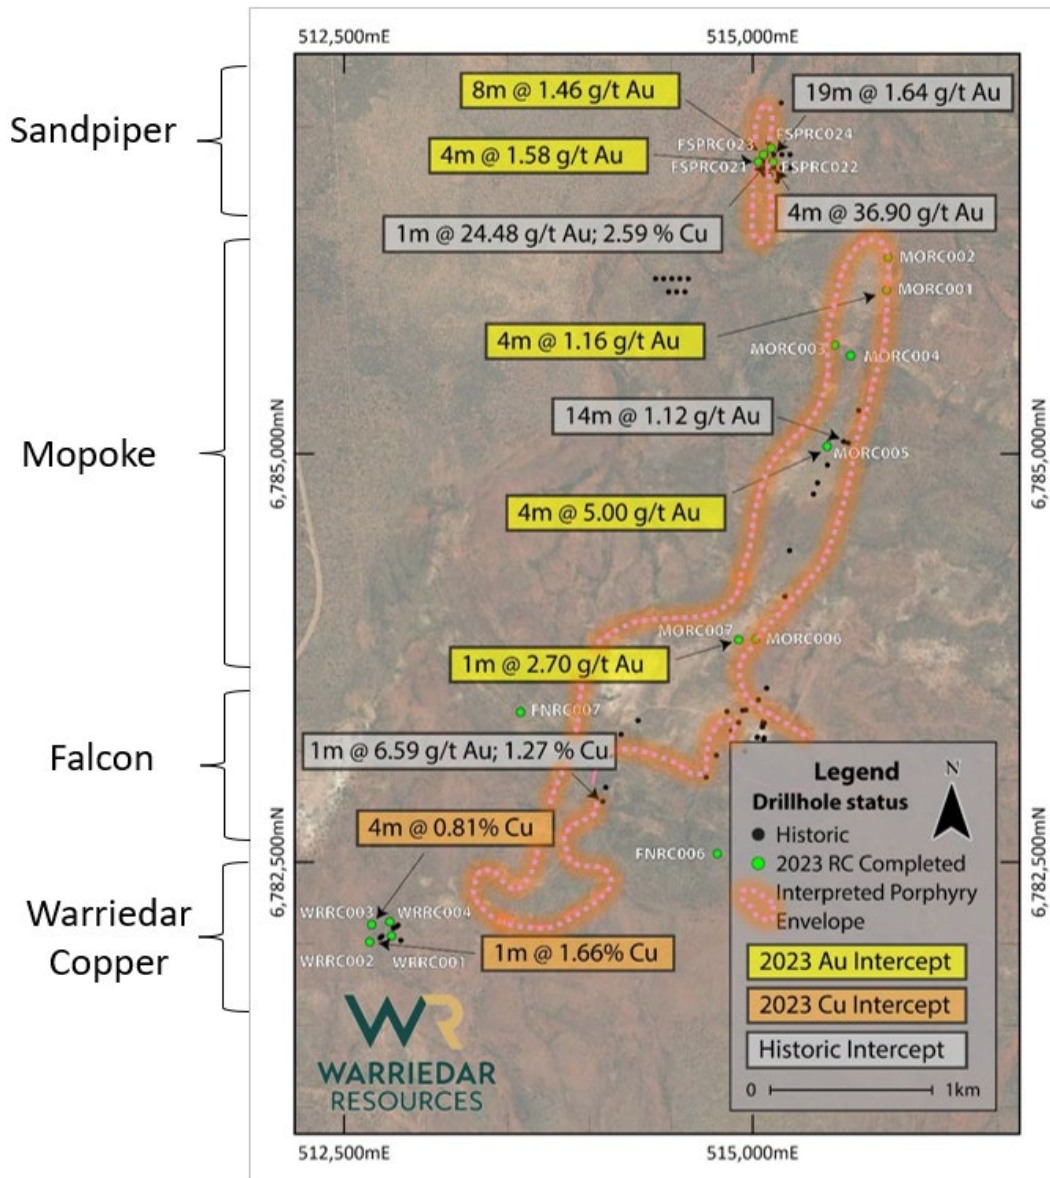 512,500mE
515,000mE
Sandpiper
8m @ 1.46 g/t Au
19m @ 1.64 g/t Au
FSPRC023
FSPRC024
4m @ 1.58 g/t Au
FSPRC021
FSPRC022
4m @ 36.90 g/t Au
1m @ 24.48 g/t Au; 2.59 % Cu
MORC002
MORC001
4m @ 1.16 g/t Au
MORC003
MORC004
Mopoke
14m @ 1.12 g/t Au
6,785,000mN
6,785,000mN
MORC005
4m @ 5.00 g/t Au
MORC007
MORC006
1m @ 2.70 g/t Au
FNRC007
Falcon
1m @ 6.59 g/t Au; 1.27 % Cu
4m @ 0.81% Cu
6,782,500mN
6,782,500mN
FNRC006
Warriedar
Copper
WRRC003
WRRC004
WRRC002
WRRC001
1m @ 1.66% Cu
Legend
N
Drillhole status
Historic
2023 RC Completed
Interpreted Porphyry
Envelope
2023 Au Intercept
2023 Cu Intercept
Historic Intercept
0 1km
WR
WARRIEDAR
RESOURCES
512,500mE
515,000mE